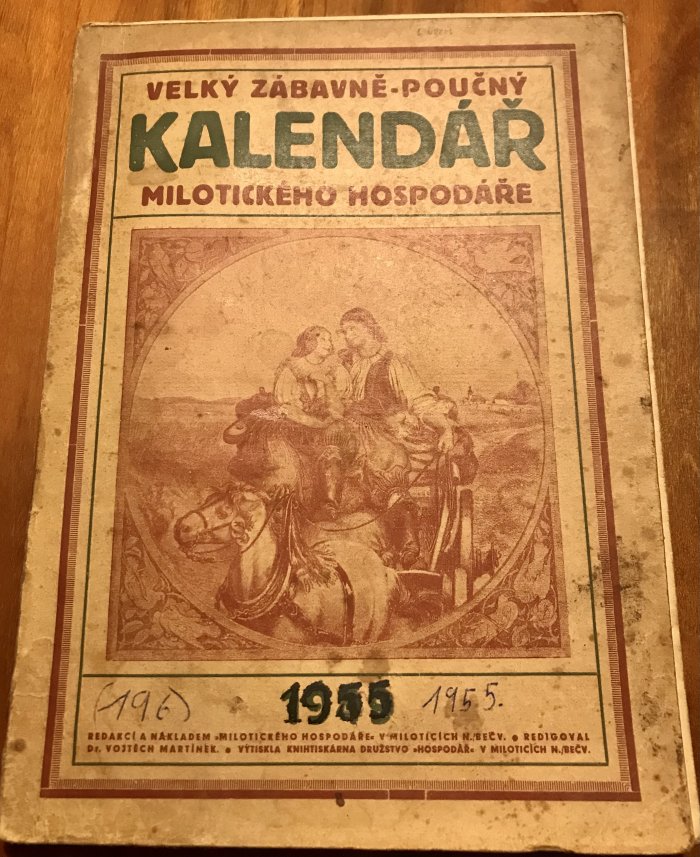 VELKÝ ZÁBAVNĚ-POUČNÝ
KALENDÁŘ
MILOTICKÉHO HOSPODÁŘE
(196) 1955 1955.
REDAKCÍ A NÁKLADEM »MILOTICKÉHO HOSPODÁŘE« V MILOTICÍCH N./BEČV. ● REDIGOVAL
Dr. VOJTĚCH MARTÍNEK. ● VYTISKLA KNIHTISKÁRNA DRUŽSTVO »HOSPODÁŘ« V MILOTICÍCH N./BEČV.